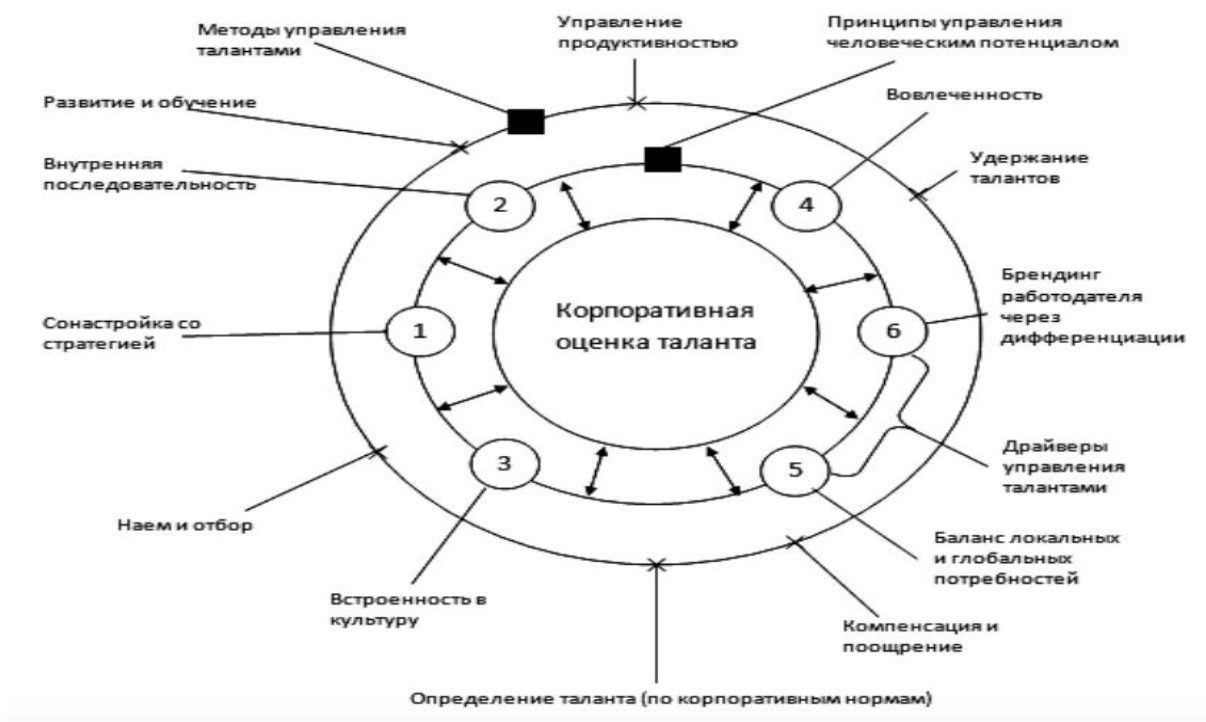 Методы управления
талантами
Управление
продуктивностью
Принципы управления
человеческим потенциалом
Развитие и обучение
Вовлеченность
Внутренняя
последовательность
Удержание
талантов
2
4
Брендинг
работодателя
через
дифференциации
Корпоративная
оценка таланта
Сонастройка со
стратегией
1
6
Драйверы
управления
талантами
3
5
Наем и отбор
Баланс локальных
и глобальных
потребностей
Встроенность в
культуру
Компенсация и
поощрение
Определение таланта (по корпоративным нормам)